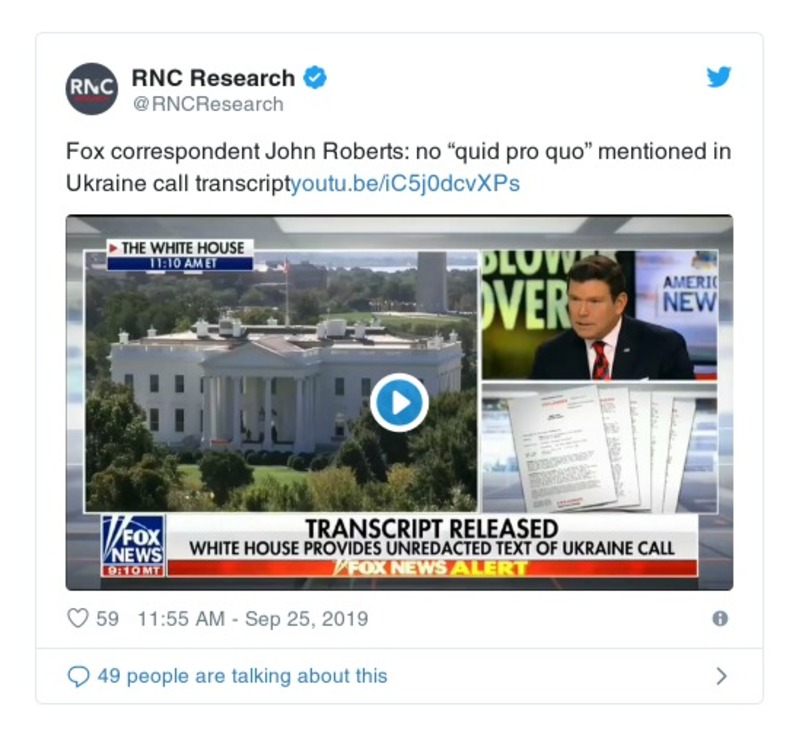 RNC
RNC Research
@RNCResearch
Fox correspondent John Roberts: no “quid pro quo” mentioned in
Ukraine call transcriptyoutu.be/iC5j0dcvXPs
THE WHITE HOUSE
11:10 AM ET
BLOW
OVER
AMERIC
NEW
FOX
NEWS
9:10 MT
TRANSCRIPT RELEASED
WHITE HOUSE PROVIDES UNREDACTED TEXT OF UKRAINE CALL
FOX NEWS ALERT
59 11:55 AM - Sep 25, 2019
49 people are talking about this